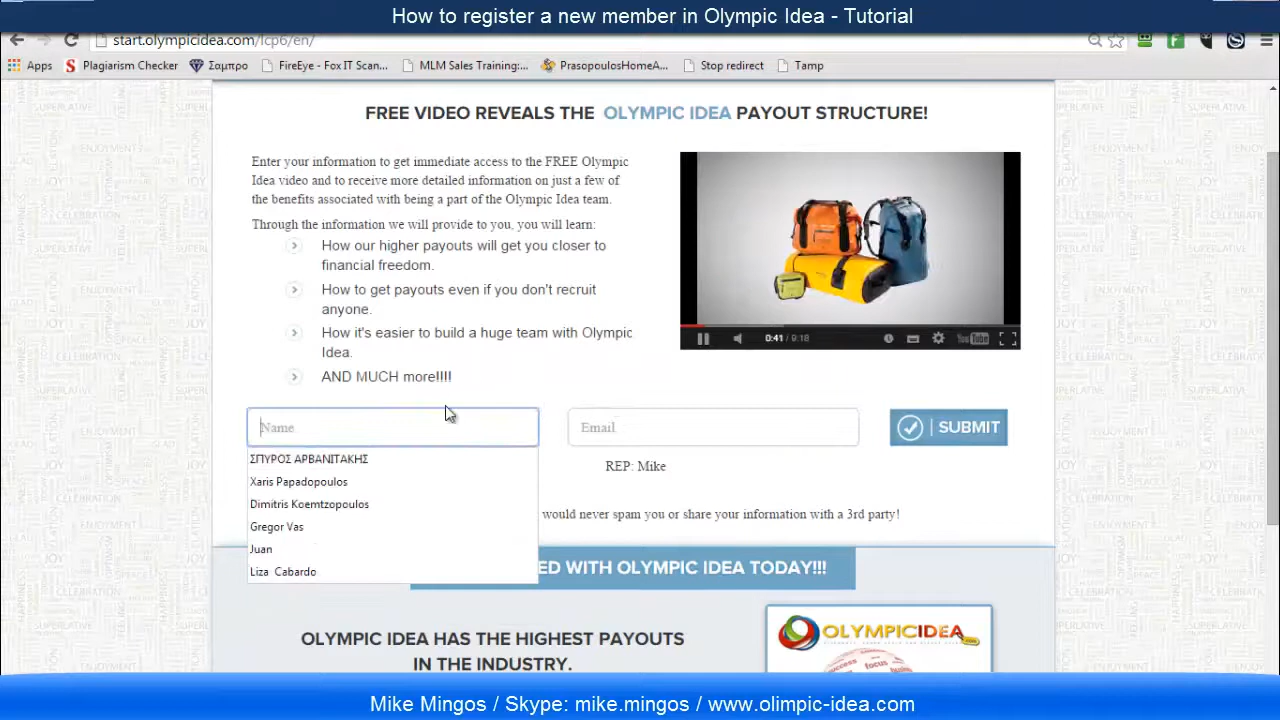 How to register a new member in Olympic Idea - Tutorial
start.olympicidea.com/lcp6/en/
Apps
Plagiarism Checker
Σαμπρο
FireEye - Fox IT Scan...
MLM Sales Training:...
PrasopoulosHomeA...
Stop redirect
Tamp
FREE VIDEO REVEALS THE OLYMPIC IDEA PAYOUT STRUCTURE!
Enter your information to get immediate access to the FREE Olympic
Idea video and to receive more detailed information on just a few of
the benefits associated with being a part of the Olympic Idea team.
Through the information we will provide to you, you will learn:
How our higher payouts will get you closer to
financial freedom.
How to get payouts even if you don't recruit
anyone.
How it's easier to build a huge team with Olympic
Idea.
AND MUCH more!!!!
0:41 / 9:18
YouTube
Name
Email
SUBMIT
ΣΠΥΡΟΣ ΑΡΒΑΝΙΤΑΚΗΣ
Xaris Papadopoulos
Dimitris Koemtzopoulos
Gregor Vas
Juan
Liza Cabardo
REP: Mike
would never spam you or share your information with a 3rd party!
ED WITH OLYMPIC IDEA TODAY!!!
OLYMPIC IDEA HAS THE HIGHEST PAYOUTS
IN THE INDUSTRY.
OLYMPICIDEA
success
focus
Mike Mingos / Skype: mike.mingos / www.olimpic-idea.com